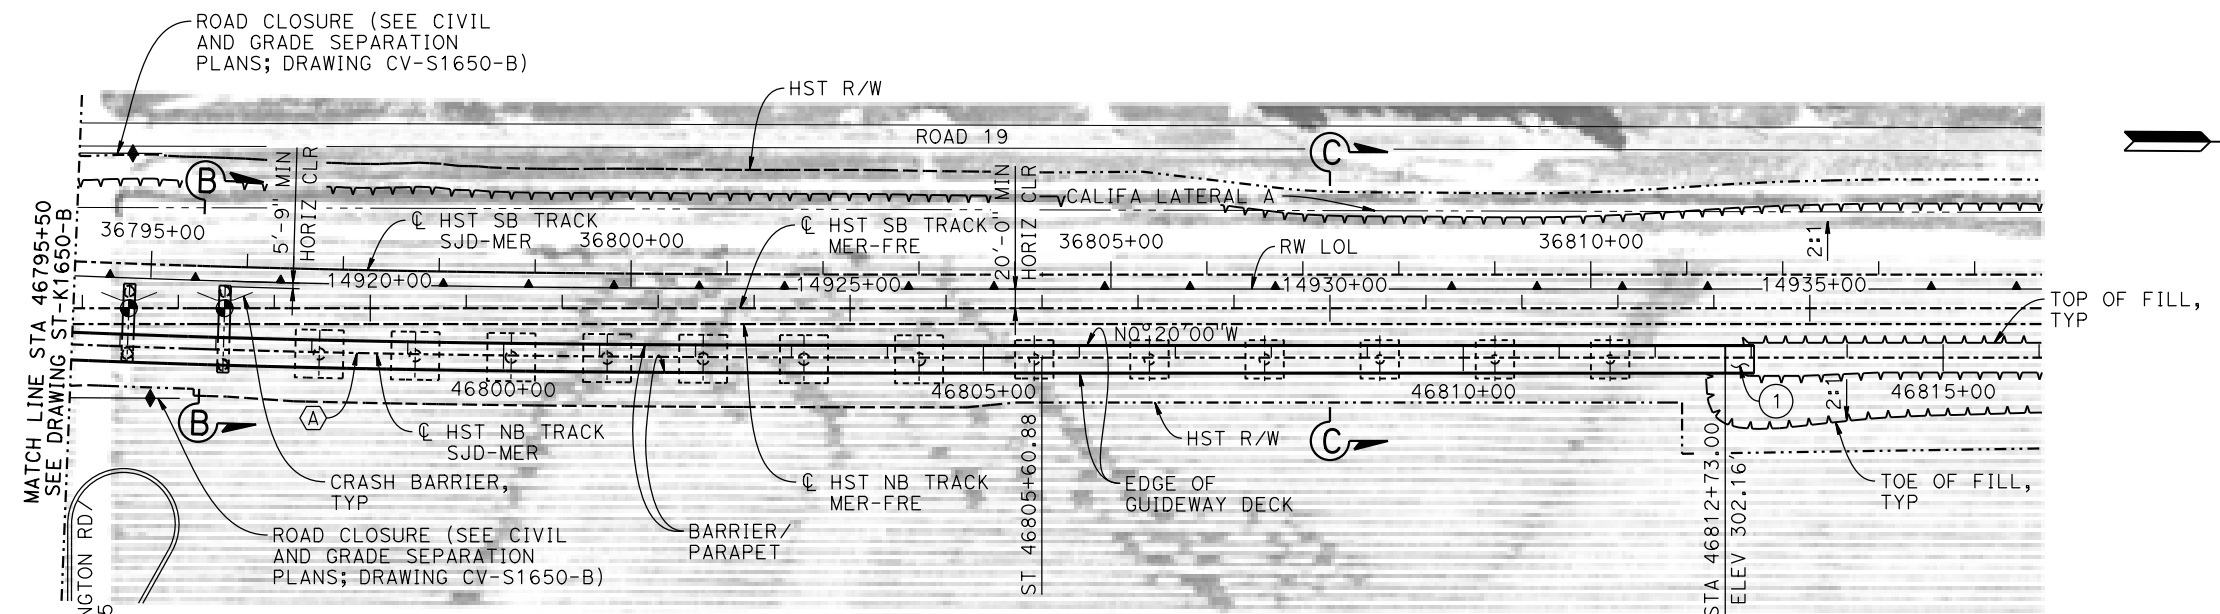 ROAD CLOSURE (SEE CIVIL
AND GRADE SEPARATION
PLANS; DRAWING CV-S1650-B)
HST R/W
ROAD 19
C
B
5'-9" MIN
HORIZ CLR
20'-0" MIN
HORIZ CLR
CALIFA LATERAL A
MATCH LINE STA 46795+50
SEE DRAWING ST-K1650-B
36795+00
℄ HST SB TRACK
SJD-MER
36800+00
℄ HST SB TRACK
MER-FRE
36805+00
RW LOL
36810+00
2:1
14920+00
14925+00
14930+00
14935+00
TOP OF FILL,
TYP
N0°20'00"W
46800+00
46805+00
46810+00
46815+00
2:1
1
A
B
℄ HST NB TRACK
SJD-MER
HST R/W
C
CRASH BARRIER,
TYP
℄ HST NB TRACK
MER-FRE
EDGE OF
GUIDEWAY DECK
TOE OF FILL,
TYP
ROAD CLOSURE (SEE CIVIL
AND GRADE SEPARATION
PLANS; DRAWING CV-S1650-B)
BARRIER/
PARAPET
ST 46805+60.88
STA 46812+73.00
ELEV 302.16'
NGTON RD/